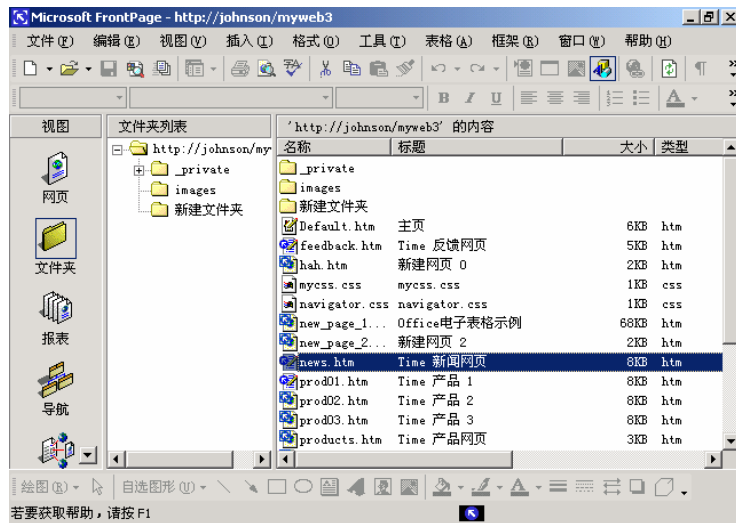 Microsoft FrontPage - http://johnson/myweb3
文件(F) 编辑(E) 视图(V) 插入(I) 格式(O) 工具(T) 表格(A) 框架(R) 窗口(W) 帮助(H)
B I U A
视图 文件夹列表 'http://johnson/myweb3' 的内容
http://johnson/my
_private
images
新建文件夹
网页
文件夹
报表
导航
名称 标题 大小 类型
_private
images
新建文件夹
Default.htm 主页 6KB htm
feedback.htm Time 反馈网页 5KB htm
hah.htm 新建网页 0 2KB htm
mycss.css mycss.css 1KB css
navigator.css navigator.css 1KB css
new_page_1... Office电子表格示例 68KB htm
new_page_2... 新建网页 2 2KB htm
news.htm Time 新闻网页 8KB htm
prod01.htm Time 产品 1 8KB htm
prod02.htm Time 产品 2 8KB htm
prod03.htm Time 产品 3 8KB htm
products.htm Time 产品网页 3KB htm
绘图(R) 自选图形(U) A
若要获取帮助，请按 F1